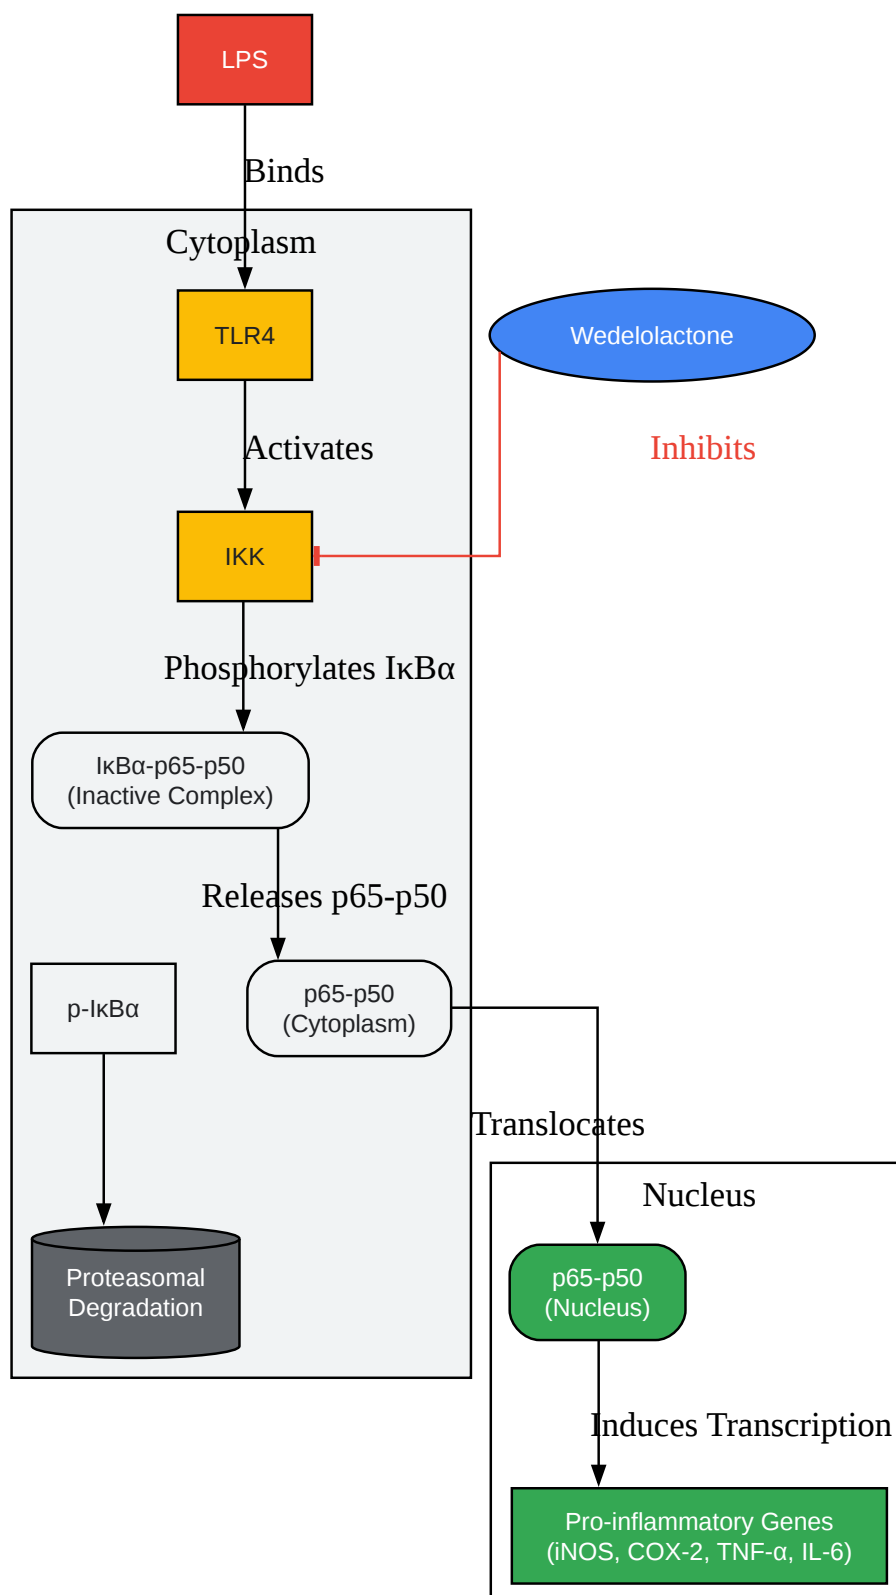 LPS
Binds
Cytoplasm
TLR4
Wedelolactone
Activates
Inhibits
IKK
Phosphorylates IκBα
IκBα-p65-p50
(Inactive Complex)
Releases p65-p50
p-IκBα
p65-p50
(Cytoplasm)
Translocates
Nucleus
Proteasomal
Degradation
p65-p50
(Nucleus)
Induces Transcription
Pro-inflammatory Genes
(iNOS, COX-2, TNF-α, IL-6)